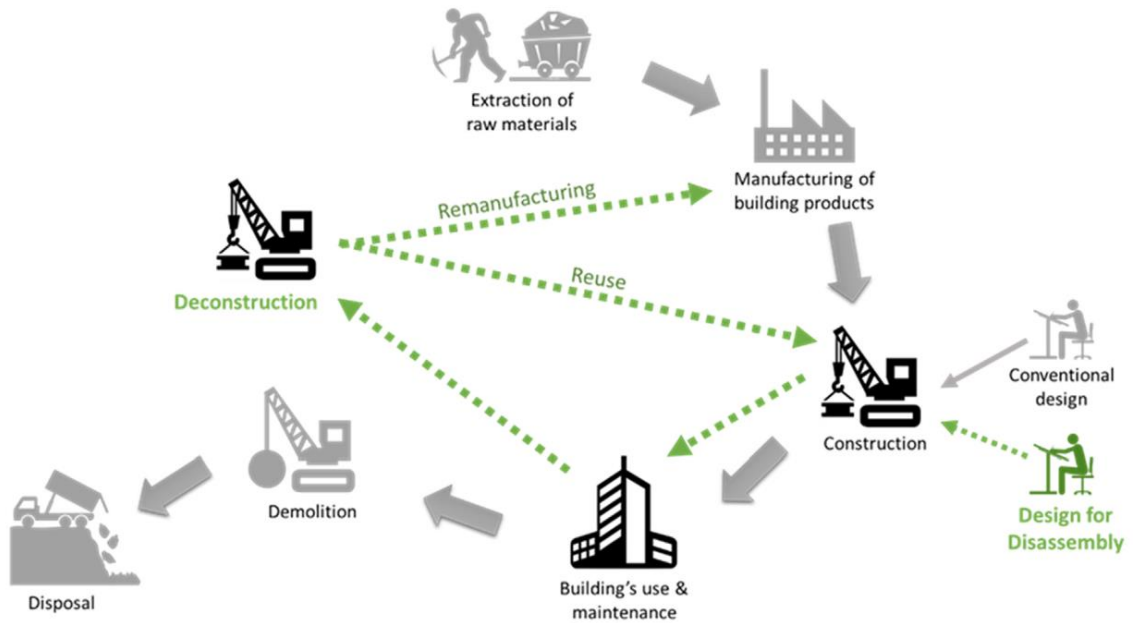 Extraction of
raw materials
Manufacturing of
building products
Remanufacturing
Reuse
Deconstruction
Conventional
design
Construction
Design for
Disassembly
Demolition
Building’s use &
maintenance
Disposal